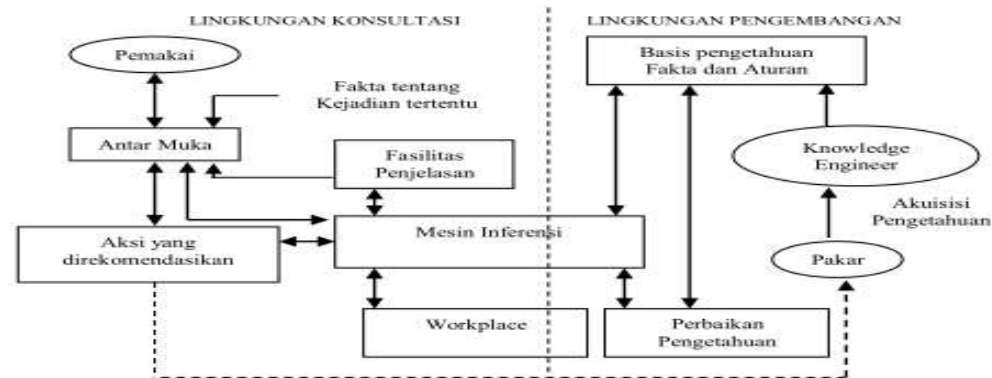 LINGKUNGAN KONSULTASI
LINGKUNGAN PENGEMBANGAN
Pemakai
Fakta tentang
Kejadian tertentu
Antar Muka
Fasilitas
Penjelasan
Aksi yang
direkomendasikan
Mesin Inferensi
Workplace
Basis pengetahuan
Fakta dan Aturan
Knowledge
Engineer
Akuisisi
Pengetahuan
Pakar
Perbaikan
Pengetahuan